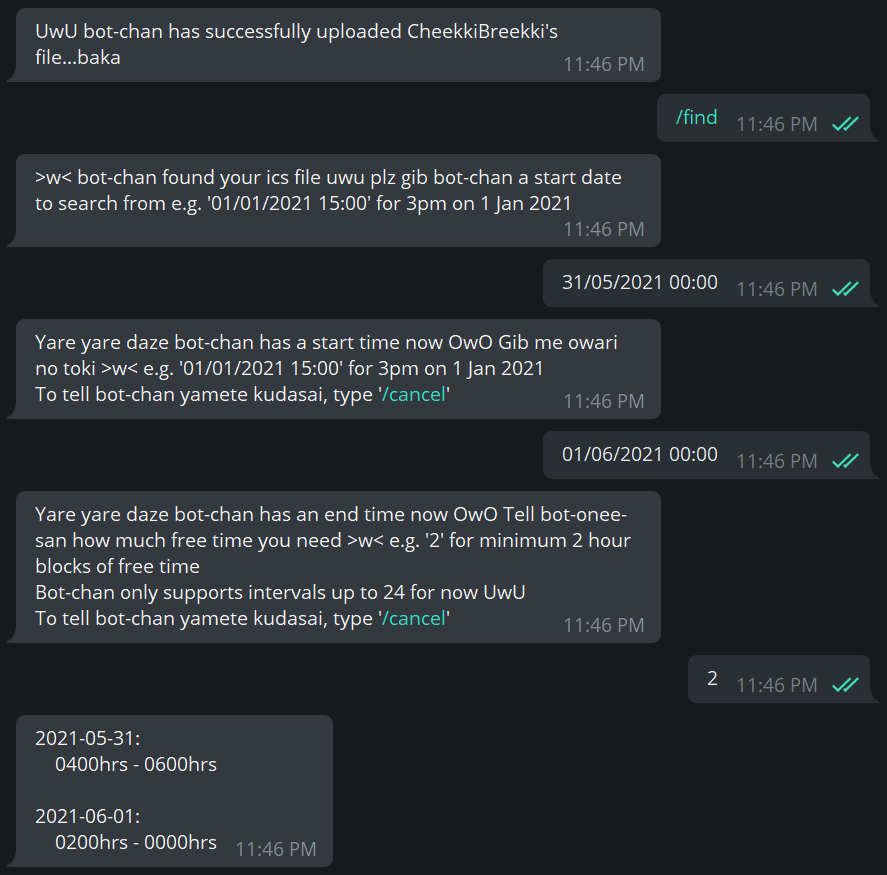 UwU bot-chan has successfully uploaded CheekkiBreekki's
file...baka
11:46 PM
/find 11:46 PM
>w< bot-chan found your ics file uwu plz gib bot-chan a start date
to search from e.g. '01/01/2021 15:00' for 3pm on 1 Jan 2021
11:46 PM
31/05/2021 00:00 11:46 PM
Yare yare daze bot-chan has a start time now OwO Gib me owari
no toki >w< e.g. '01/01/2021 15:00' for 3pm on 1 Jan 2021
To tell bot-chan yamete kudasai, type '/cancel'
11:46 PM
01/06/2021 00:00 11:46 PM
Yare yare daze bot-chan has an end time now OwO Tell bot-onee-
san how much free time you need >w< e.g. '2' for minimum 2 hour
blocks of free time
Bot-chan only supports intervals up to 24 for now UwU
To tell bot-chan yamete kudasai, type '/cancel'
11:46 PM
2 11:46 PM
2021-05-31:
0400hrs - 0600hrs
2021-06-01:
0200hrs - 0000hrs
11:46 PM